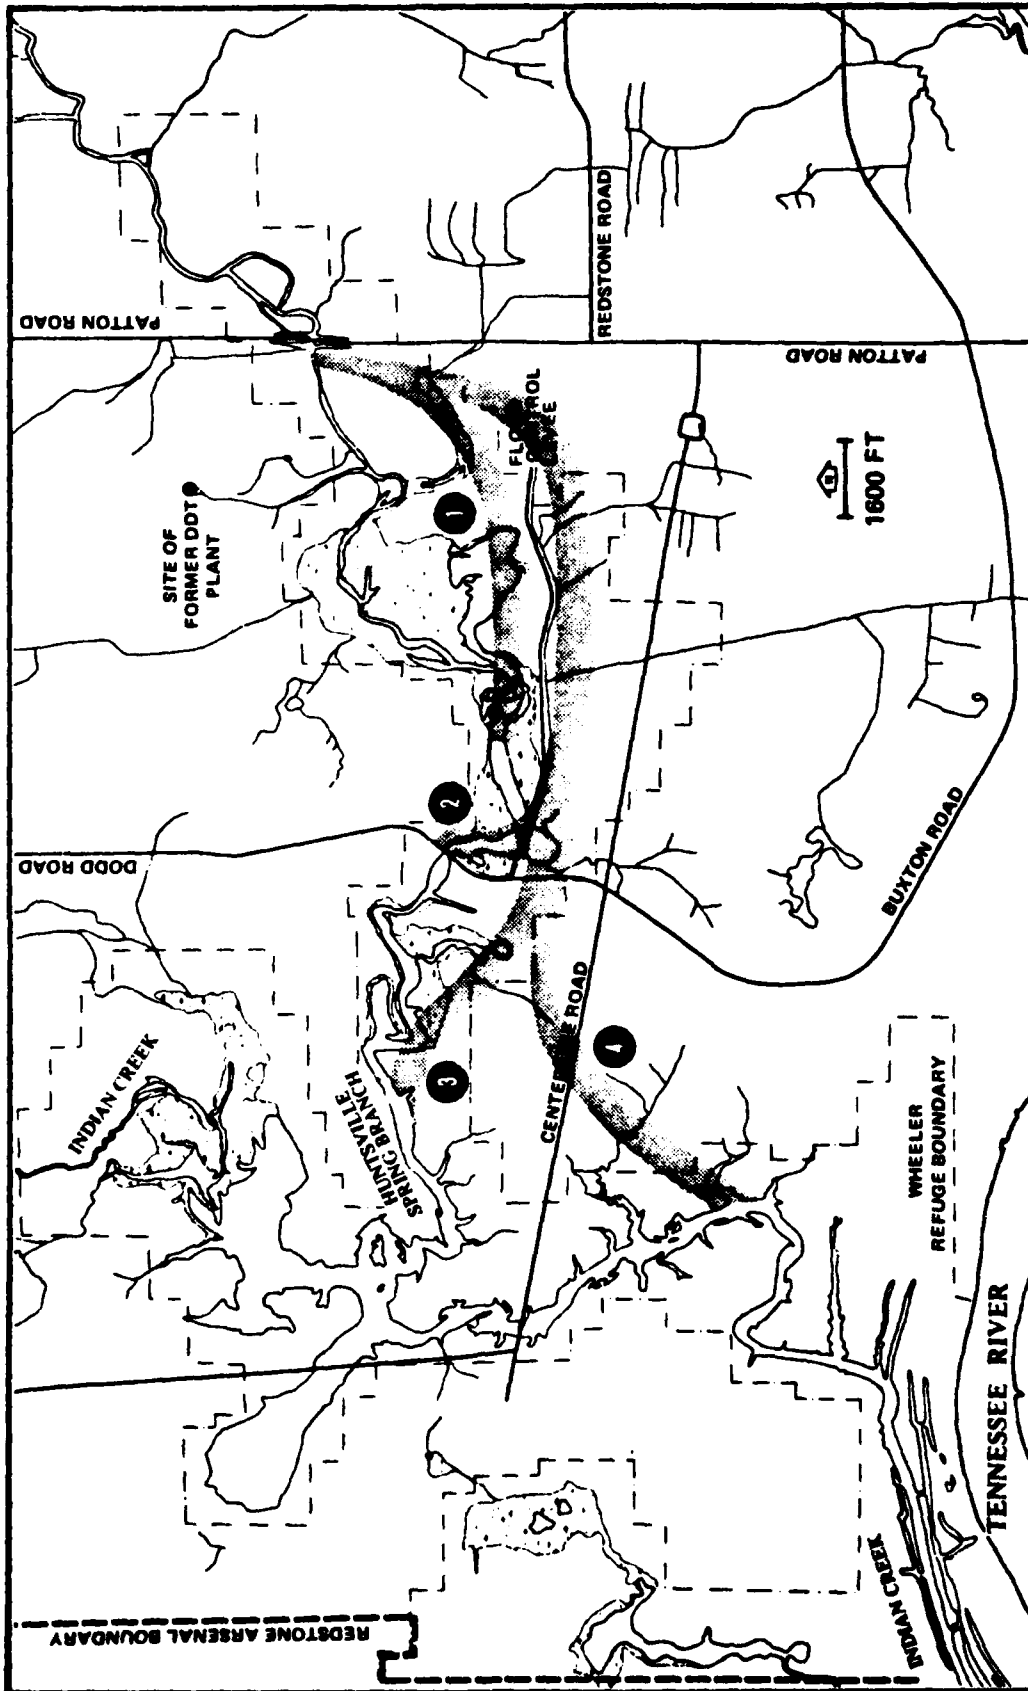 PATTON ROAD
REDSTONE ROAD
PATTON ROAD
SITE OF
FORMER DDT
PLANT
1
N
1600 FT
2
DODD ROAD
BUXTON ROAD
INDIAN CREEK
HUNTSVILLE
SPRING BRANCH
3
4
ROAD
WHEELER
REFUGE BOUNDARY
TENNESSEE RIVER
INDIAN CREEK
REDSTONE ARSENAL BOUNDARY